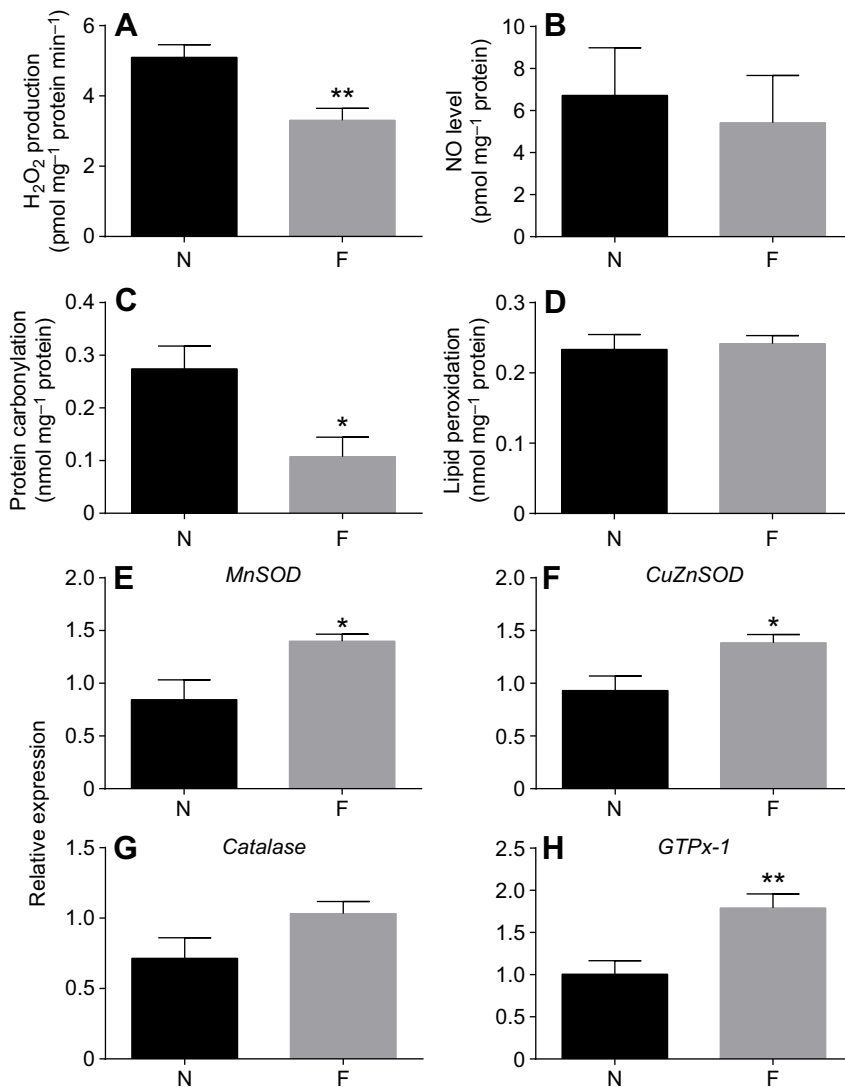 A
H₂O₂ production
(pmol mg⁻¹ protein min⁻¹)
6
4
2
0
**
N
F
B
NO level
(pmol mg⁻¹ protein)
10
8
6
4
2
0
N
F
C
Protein carbonylation
(nmol mg⁻¹ protein)
0.4
0.3
0.2
0.1
0
*
N
F
D
Lipid peroxidation
(nmol mg⁻¹ protein)
0.3
0.2
0.1
0
N
F
Relative expression
E
MnSOD
2.0
1.5
1.0
0.5
0
*
N
F
F
CuZnSOD
2.0
1.5
1.0
0.5
0
*
N
F
G
Catalase
1.5
1.0
0.5
0
N
F
H
GTPx-1
2.5
2.0
1.5
1.0
0.5
0
**
N
F